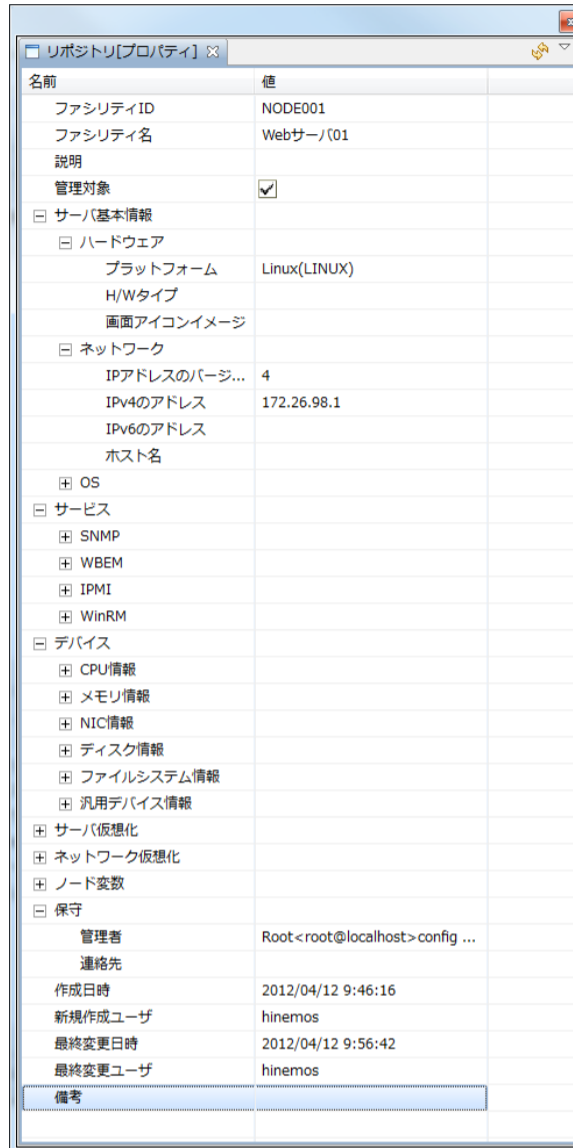 リポジトリ[プロパティ]
名前 値
ファシリティID NODE001
ファシリティ名 Webサーバ01
説明
管理対象
サーバ基本情報
ハードウェア
プラットフォーム Linux(LINUX)
H/Wタイプ
画面アイコンイメージ
ネットワーク
IPアドレスのバージ... 4
IPv4のアドレス 172.26.98.1
IPv6のアドレス
ホスト名
OS
サービス
SNMP
WBEM
IPMI
WinRM
デバイス
CPU情報
メモリ情報
NIC情報
ディスク情報
ファイルシステム情報
汎用デバイス情報
サーバ仮想化
ネットワーク仮想化
ノード変数
保守
管理者 Root<root@localhost>config ...
連絡先
作成日時 2012/04/12 9:46:16
新規作成ユーザ hinemos
最終変更日時 2012/04/12 9:56:42
最終変更ユーザ hinemos
備考